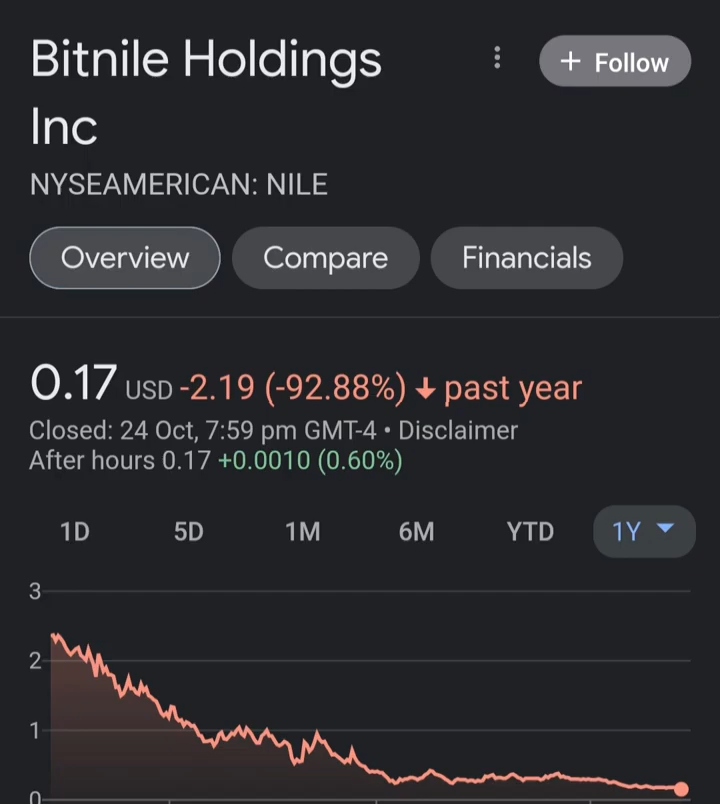 Bitnile Holdings
Inc
+ Follow
NYSEAMERICAN: NILE
Overview Compare Financials
0.17 USD -2.19 (-92.88%) ↓ past year
Closed: 24 Oct, 7:59 pm GMT-4 • Disclaimer
After hours 0.17 +0.0010 (0.60%)
1D 5D 1M 6M YTD 1Y
3
2
1
0